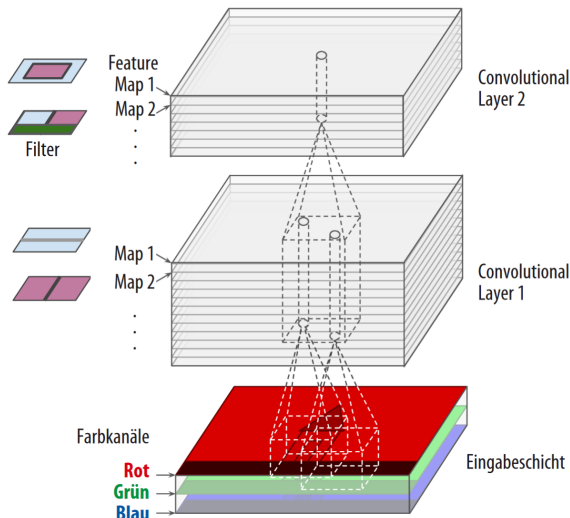 Feature
Map 1
Map 2
.
.
.
Filter
Convolutional
Layer 2
Map 1
Map 2
.
.
.
Convolutional
Layer 1
Farbkanäle
Rot
Grün
Blau
Eingabeschicht